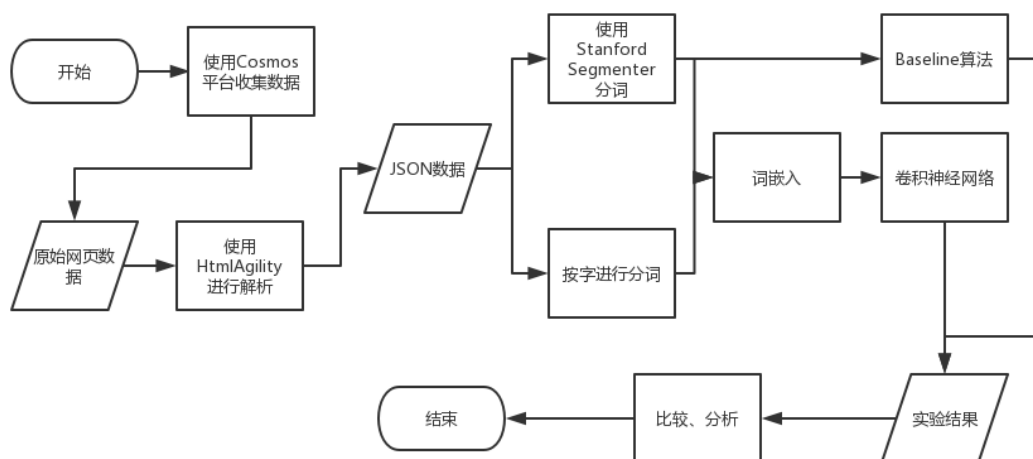 开始
使用Cosmos
平台收集数据
原始网页数
据
使用
HtmlAgility
进行解析
JSON数据
使用
Stanford
Segmenter
分词
按字进行分词
词嵌入
Baseline算法
卷积神经网络
实验结果
比较、分析
结束